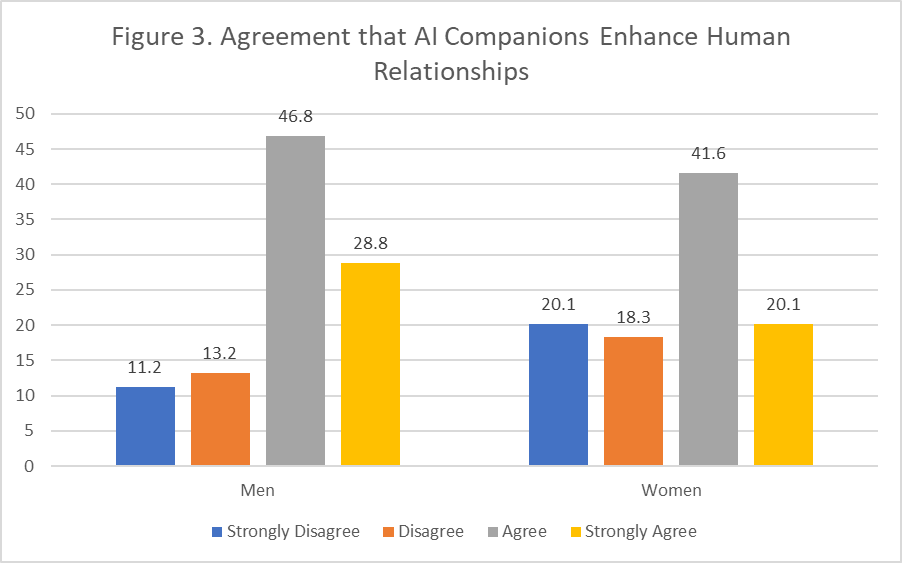 Figure 3. Agreement that AI Companions Enhance Human
Relationships
50
45
40
35
30
25
20
15
10
5
0
11.2
13.2
46.8
28.8
20.1
18.3
41.6
20.1
Men
Women
Strongly Disagree
Disagree
Agree
Strongly Agree